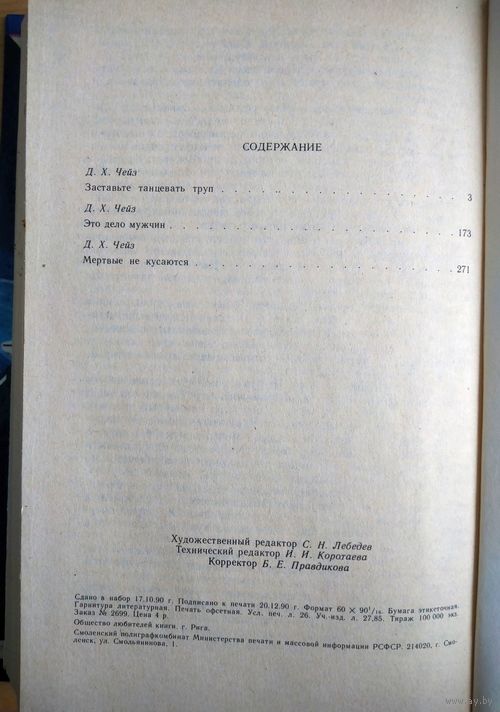 СОДЕРЖАНИЕ
Д. Х. Чейз
Заставьте танцевать труп . . . . . . . . . . . . 3
Д. Х. Чейз
Это дело мужчин . . . . . . . . . . . . . . 173
Д. Х. Чейз
Мертвые не кусаются . . . . . . . . . . . . . 271
Художественный редактор С. Н. Лебедев
Технический редактор И. И. Коротаева
Корректор Б. Е. Правдикова
Сдано в набор 17.10.90 г. Подписано к печати 20.12.90 г. Формат 60 × 90¹/₁₆. Бумага этикеточная.
Гарнитура литературная. Печать офсетная. Усл. печ. л. 26. Уч.-изд. л. 27,85. Тираж 100 000 экз.
Заказ № 2699. Цена 4 р.
Общество любителей книги. г. Рига.
Смоленский полиграфкомбинат Министерства печати и массовой информации РСФСР. 214020, г. Смо-
ленск, ул. Смольянинова, 1.
www.ay.by